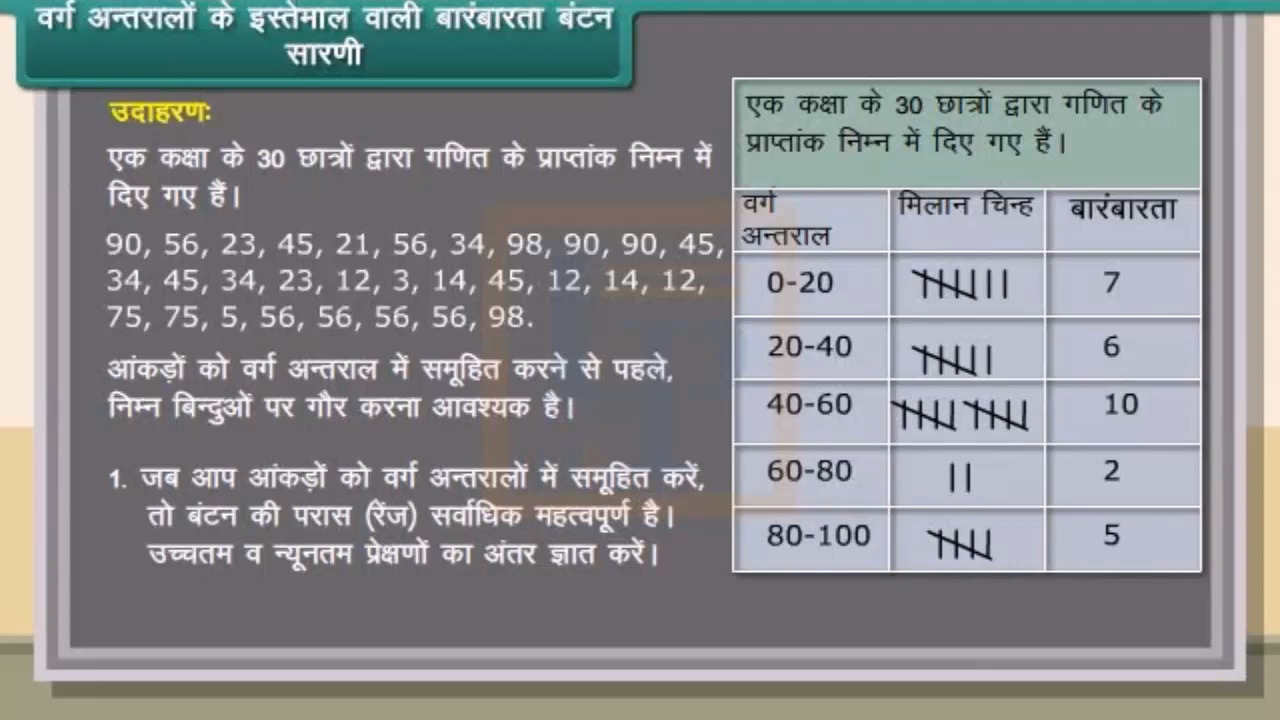 वर्ग अन्तरालों के इस्तेमाल वाली बारंबारता बंटन
सारणी
उदाहरणः
एक कक्षा के 30 छात्रों द्वारा गणित के प्राप्तांक निम्न में
दिए गए हैं।
90, 56, 23, 45, 21, 56, 34, 98, 90, 90, 45,
34, 45, 34, 23, 12, 3, 14, 45, 12, 14, 12,
75, 75, 5, 56, 56, 56, 56, 98.
आंकड़ों को वर्ग अन्तराल में समूहित करने से पहले,
निम्न बिन्दुओं पर गौर करना आवश्यक है।
1. जब आप आंकड़ों को वर्ग अन्तरालों में समूहित करें,
तो बंटन की परास (रेंज) सर्वाधिक महत्वपूर्ण है।
उच्चतम व न्यूनतम प्रेक्षणों का अंतर ज्ञात करें।
एक कक्षा के 30 छात्रों द्वारा गणित के
प्राप्तांक निम्न में दिए गए हैं।
वर्ग अन्तराल मिलान चिन्ह बारंबारता
0-20 7
20-40 6
40-60 10
60-80 || 2
80-100 5